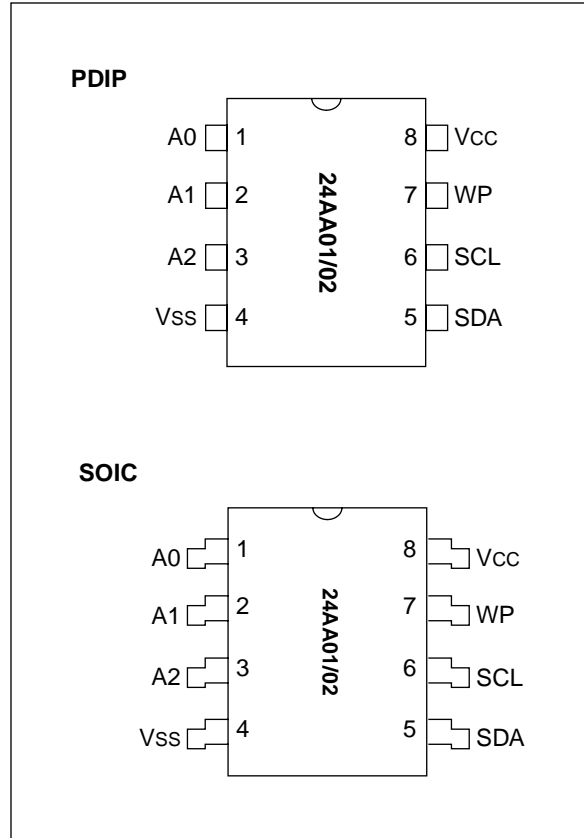 PDIP
A0 1 8 VCC
A1 2 7 WP
A2 3 6 SCL
VSS 4 5 SDA
24AA01/02
SOIC
A0 1 8 VCC
A1 2 7 WP
A2 3 6 SCL
VSS 4 5 SDA
24AA01/02